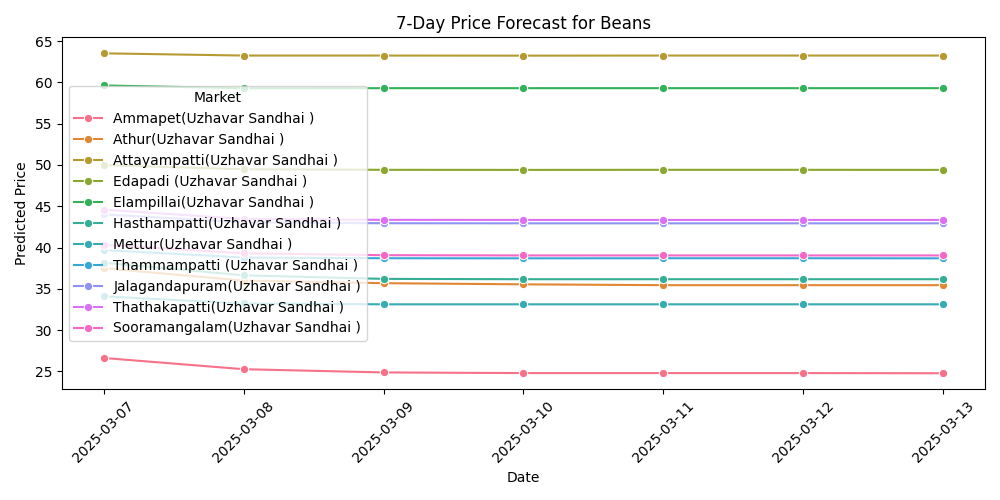 7-Day Price Forecast for Beans
Predicted Price
65
60
55
50
45
40
35
30
25
Market
Ammapet(Uzhavar Sandhai )
Athur(Uzhavar Sandhai )
Attayampatti(Uzhavar Sandhai )
Edapadi (Uzhavar Sandhai )
Elampillai(Uzhavar Sandhai )
Hasthampatti(Uzhavar Sandhai )
Mettur(Uzhavar Sandhai )
Thammampatti (Uzhavar Sandhai )
Jalagandapuram(Uzhavar Sandhai )
Thathakapatti(Uzhavar Sandhai )
Sooramangalam(Uzhavar Sandhai )
2025-03-07
2025-03-08
2025-03-09
2025-03-10
2025-03-11
2025-03-12
2025-03-13
Date